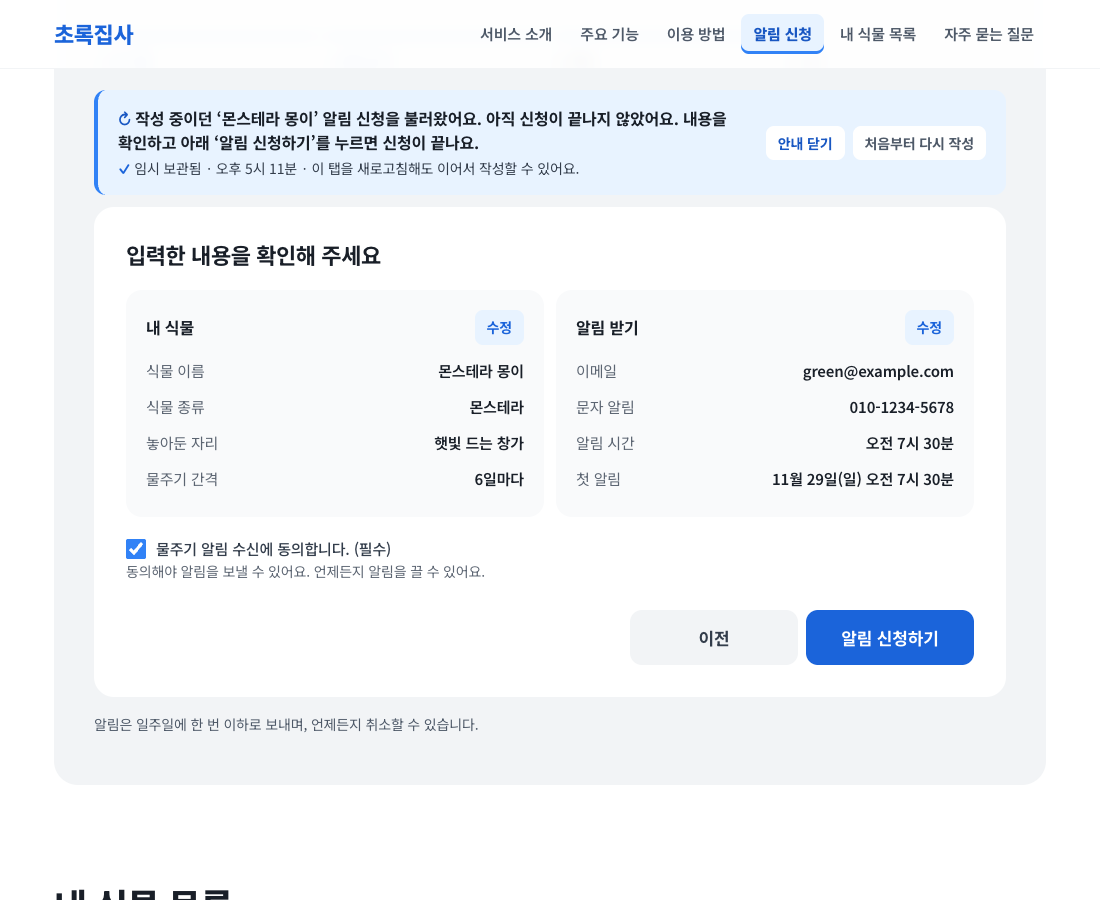 초록집사
서비스 소개
주요 기능
이용 방법
알림 신청
내 식물 목록
자주 묻는 질문
작성 중이던 ‘몬스테라 몽이’ 알림 신청을 불러왔어요. 아직 신청이 끝나지 않았어요. 내용을
확인하고 아래 ‘알림 신청하기’를 누르면 신청이 끝나요.
임시 보관됨 · 오후 5시 11분 · 이 탭을 새로고침해도 이어서 작성할 수 있어요.
안내 닫기
처음부터 다시 작성
입력한 내용을 확인해 주세요
내 식물
수정
식물 이름
몬스테라 몽이
식물 종류
몬스테라
놓아둔 자리
햇빛 드는 창가
물주기 간격
6일마다
알림 받기
수정
이메일
green@example.com
문자 알림
010-1234-5678
알림 시간
오전 7시 30분
첫 알림
11월 29일(일) 오전 7시 30분
물주기 알림 수신에 동의합니다. (필수)
동의해야 알림을 보낼 수 있어요. 언제든지 알림을 끌 수 있어요.
이전
알림 신청하기
알림은 일주일에 한 번 이하로 보내며, 언제든지 취소할 수 있습니다.
내 식물 목록